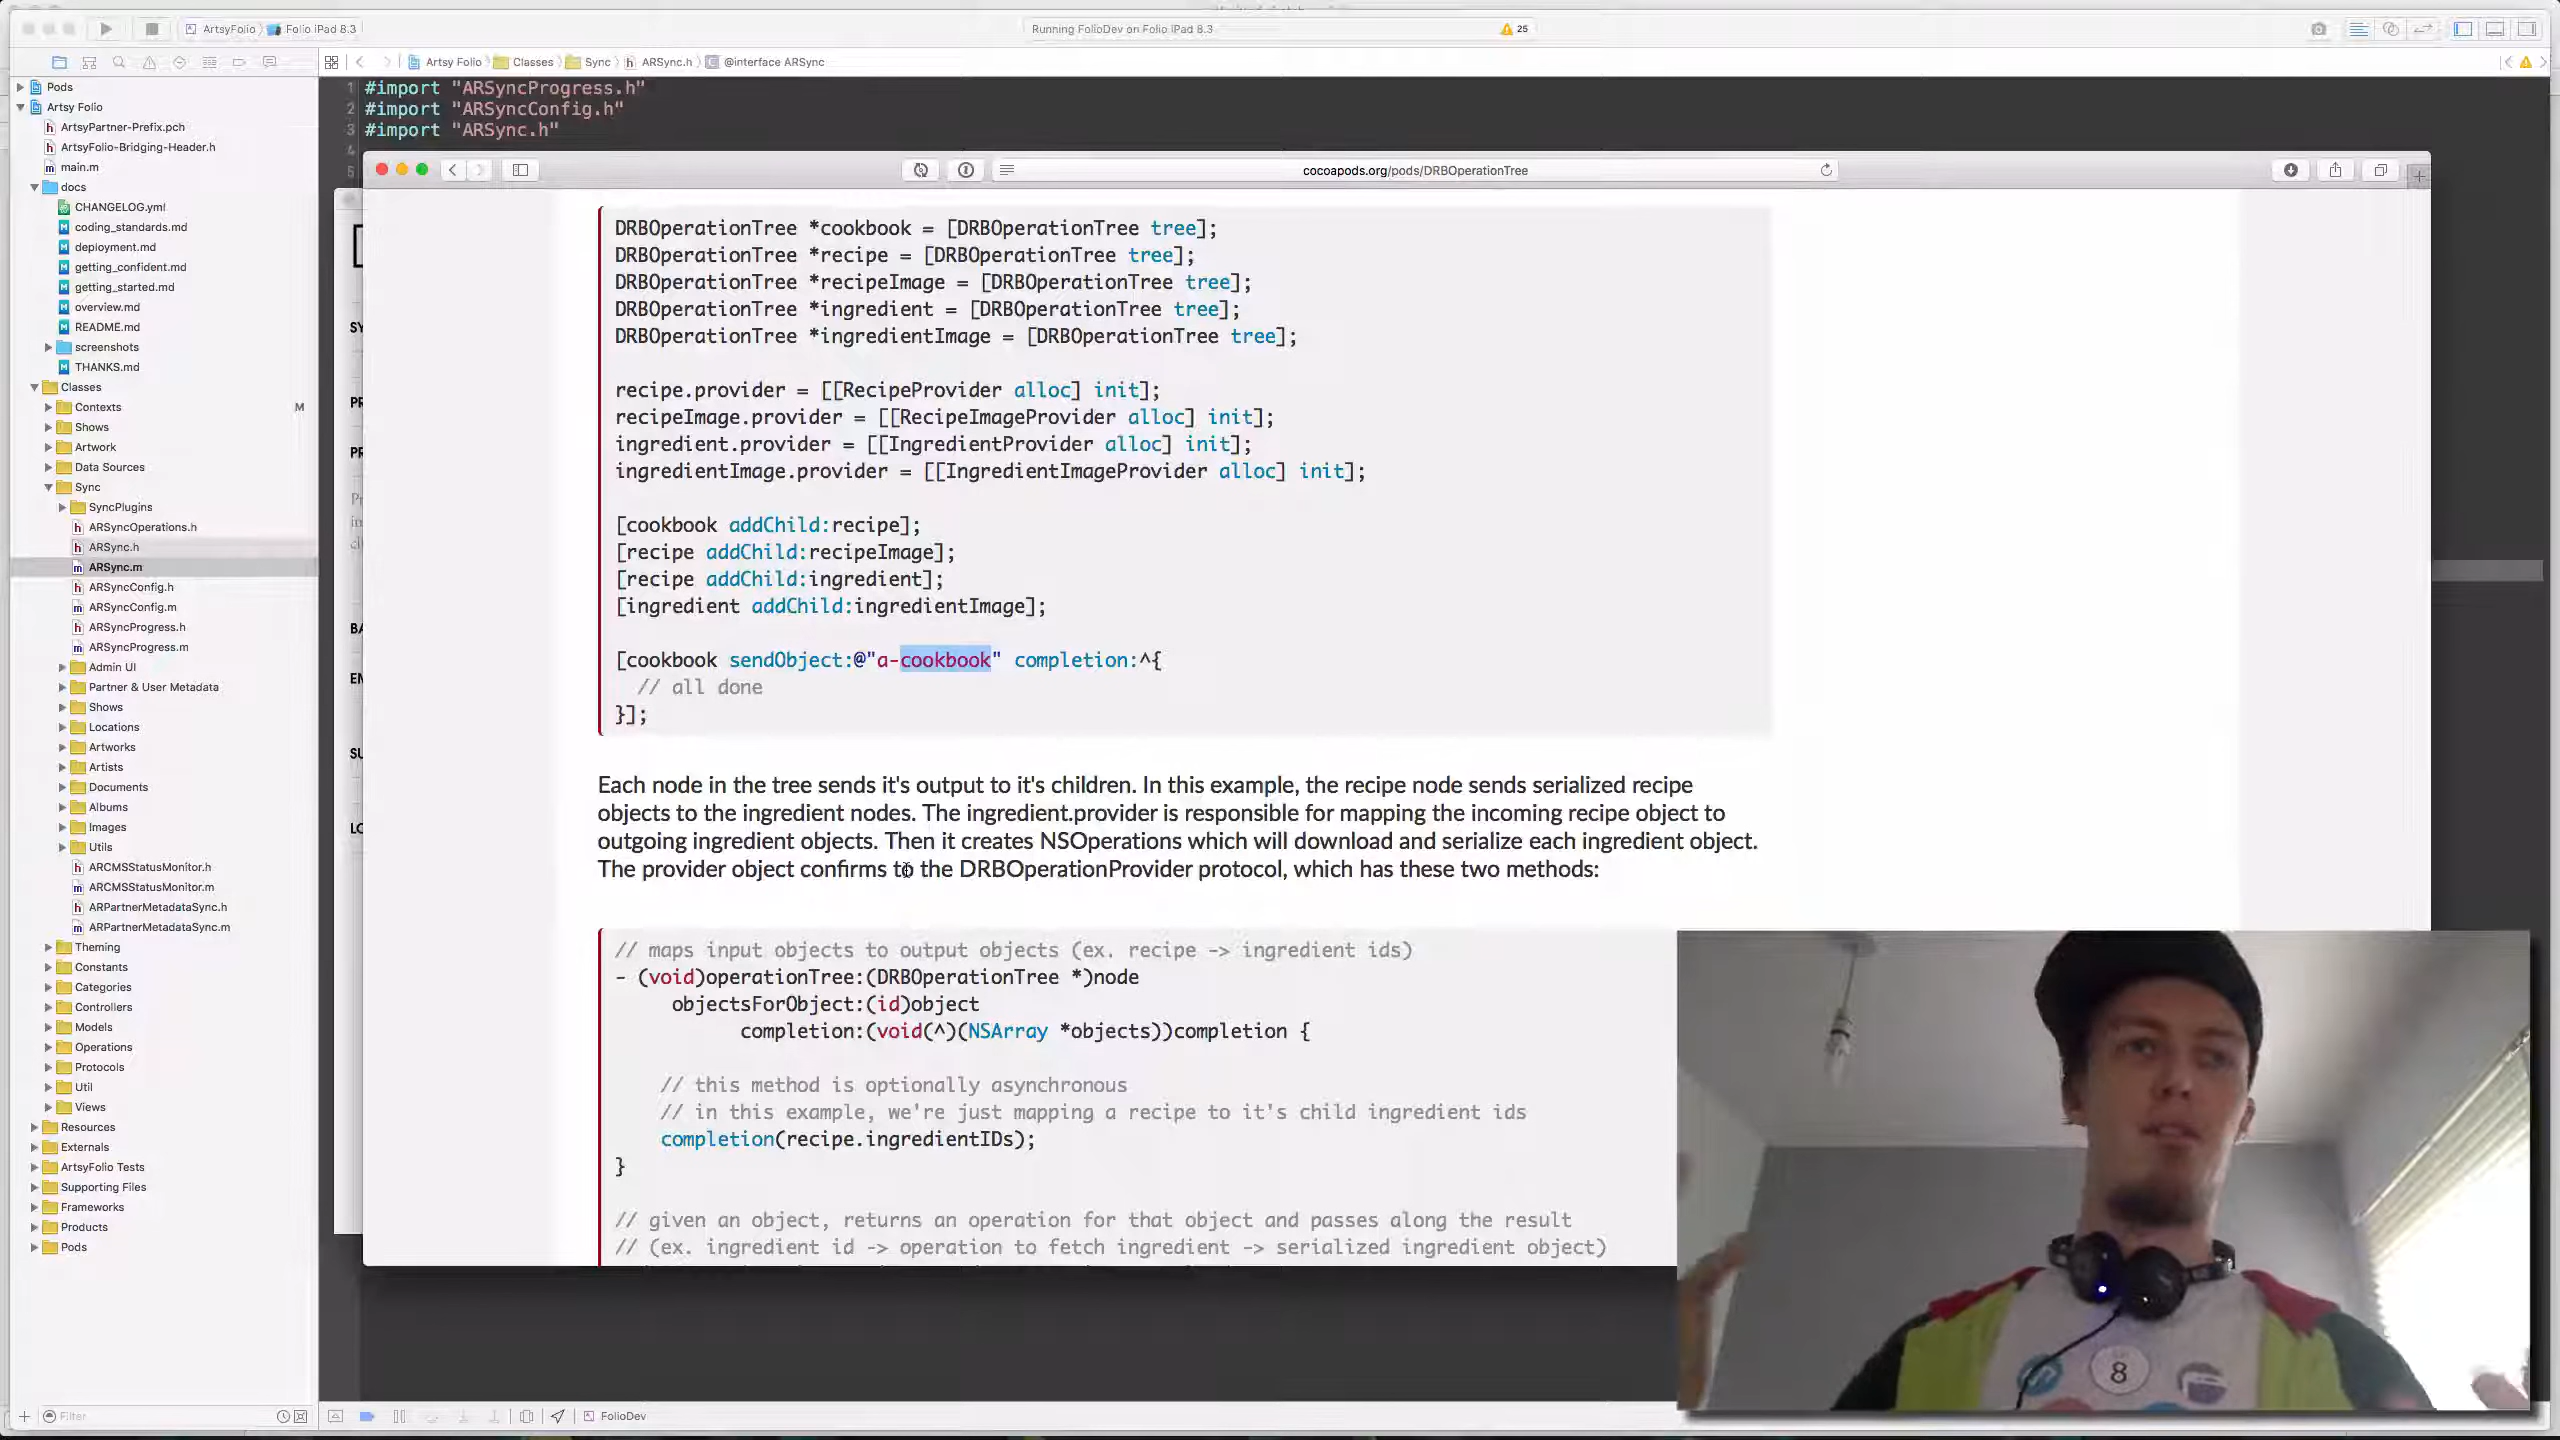 ArtsyFolio
Folio iPad 8.3
Running FolioDev on Folio iPad 8.3
25
Artsy Folio
Classes
Sync
ARSync.h
@interface ARSync
Pods
Artsy Folio
ArtsyPartner-Prefix.pch
ArtsyFolio-Bridging-Header.h
main.m
docs
CHANGELOG.yml
coding_standards.md
deployment.md
getting_confident.md
getting_started.md
overview.md
README.md
screenshots
THANKS.md
Classes
Contexts M
Shows
Artwork
Data Sources
Sync
SyncPlugins
ARSyncOperations.h
ARSync.h
ARSync.m
ARSyncConfig.h
ARSyncConfig.m
ARSyncProgress.h
ARSyncProgress.m
Admin UI
Partner & User Metadata
Shows
Locations
Artworks
Artists
Documents
Albums
Images
Utils
ARCMSStatusMonitor.h
ARCMSStatusMonitor.m
ARPartnerMetadataSync.h
ARPartnerMetadataSync.m
Theming
Constants
Categories
Controllers
Models
Operations
Protocols
Util
Views
Resources
Externals
ArtsyFolio Tests
Supporting Files
Frameworks
Products
Pods
Filter
1 #import "ARSyncProgress.h"
2 #import "ARSyncConfig.h"
3 #import "ARSync.h"
4
5
SY
PR
PR
BA
EM
SU
LO
cocoapods.org/pods/DRBOperationTree
DRBOperationTree *cookbook = [DRBOperationTree tree];
DRBOperationTree *recipe = [DRBOperationTree tree];
DRBOperationTree *recipeImage = [DRBOperationTree tree];
DRBOperationTree *ingredient = [DRBOperationTree tree];
DRBOperationTree *ingredientImage = [DRBOperationTree tree];
recipe.provider = [[RecipeProvider alloc] init];
recipeImage.provider = [[RecipeImageProvider alloc] init];
ingredient.provider = [[IngredientProvider alloc] init];
ingredientImage.provider = [[IngredientImageProvider alloc] init];
[cookbook addChild:recipe];
[recipe addChild:recipeImage];
[recipe addChild:ingredient];
[ingredient addChild:ingredientImage];
[cookbook sendObject:@"a-cookbook" completion:^{
// all done
}];
Each node in the tree sends it's output to it's children. In this example, the recipe node sends serialized recipe
objects to the ingredient nodes. The ingredient.provider is responsible for mapping the incoming recipe object to
outgoing ingredient objects. Then it creates NSOperations which will download and serialize each ingredient object.
The provider object confirms to the DRBOperationProvider protocol, which has these two methods:
// maps input objects to output objects (ex. recipe -> ingredient ids)
- (void)operationTree:(DRBOperationTree *)node
objectsForObject:(id)object
completion:(void(^)(NSArray *objects))completion {
// this method is optionally asynchronous
// in this example, we're just mapping a recipe to it's child ingredient ids
completion(recipe.ingredientIDs);
}
// given an object, returns an operation for that object and passes along the result
// (ex. ingredient id -> operation to fetch ingredient -> serialized ingredient object)
FolioDev
8